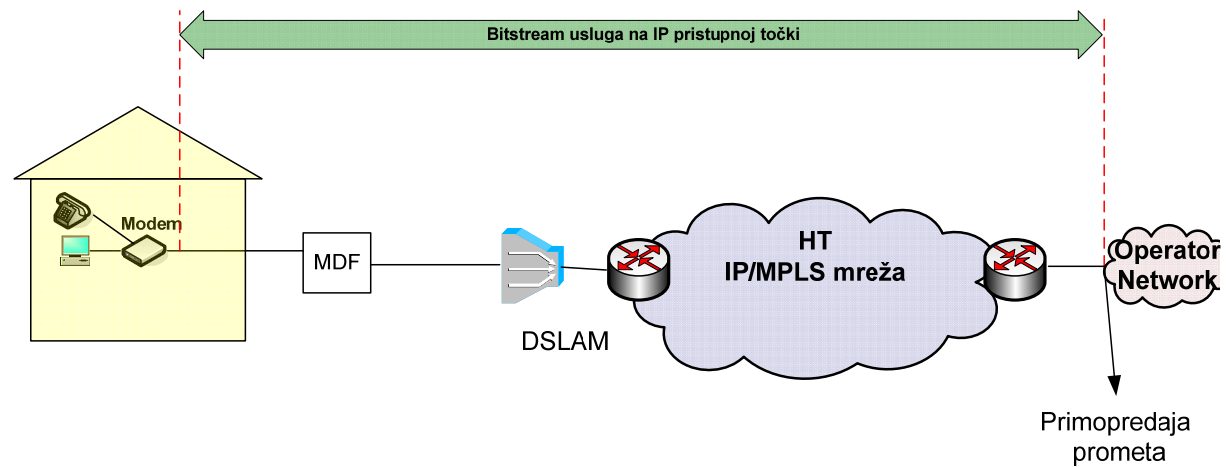 Bitstream usluga na IP pristupnoj točki
Modem
MDF
DSLAM
HT
IP/MPLS mreža
Operator
Network
Primopredaja
prometa